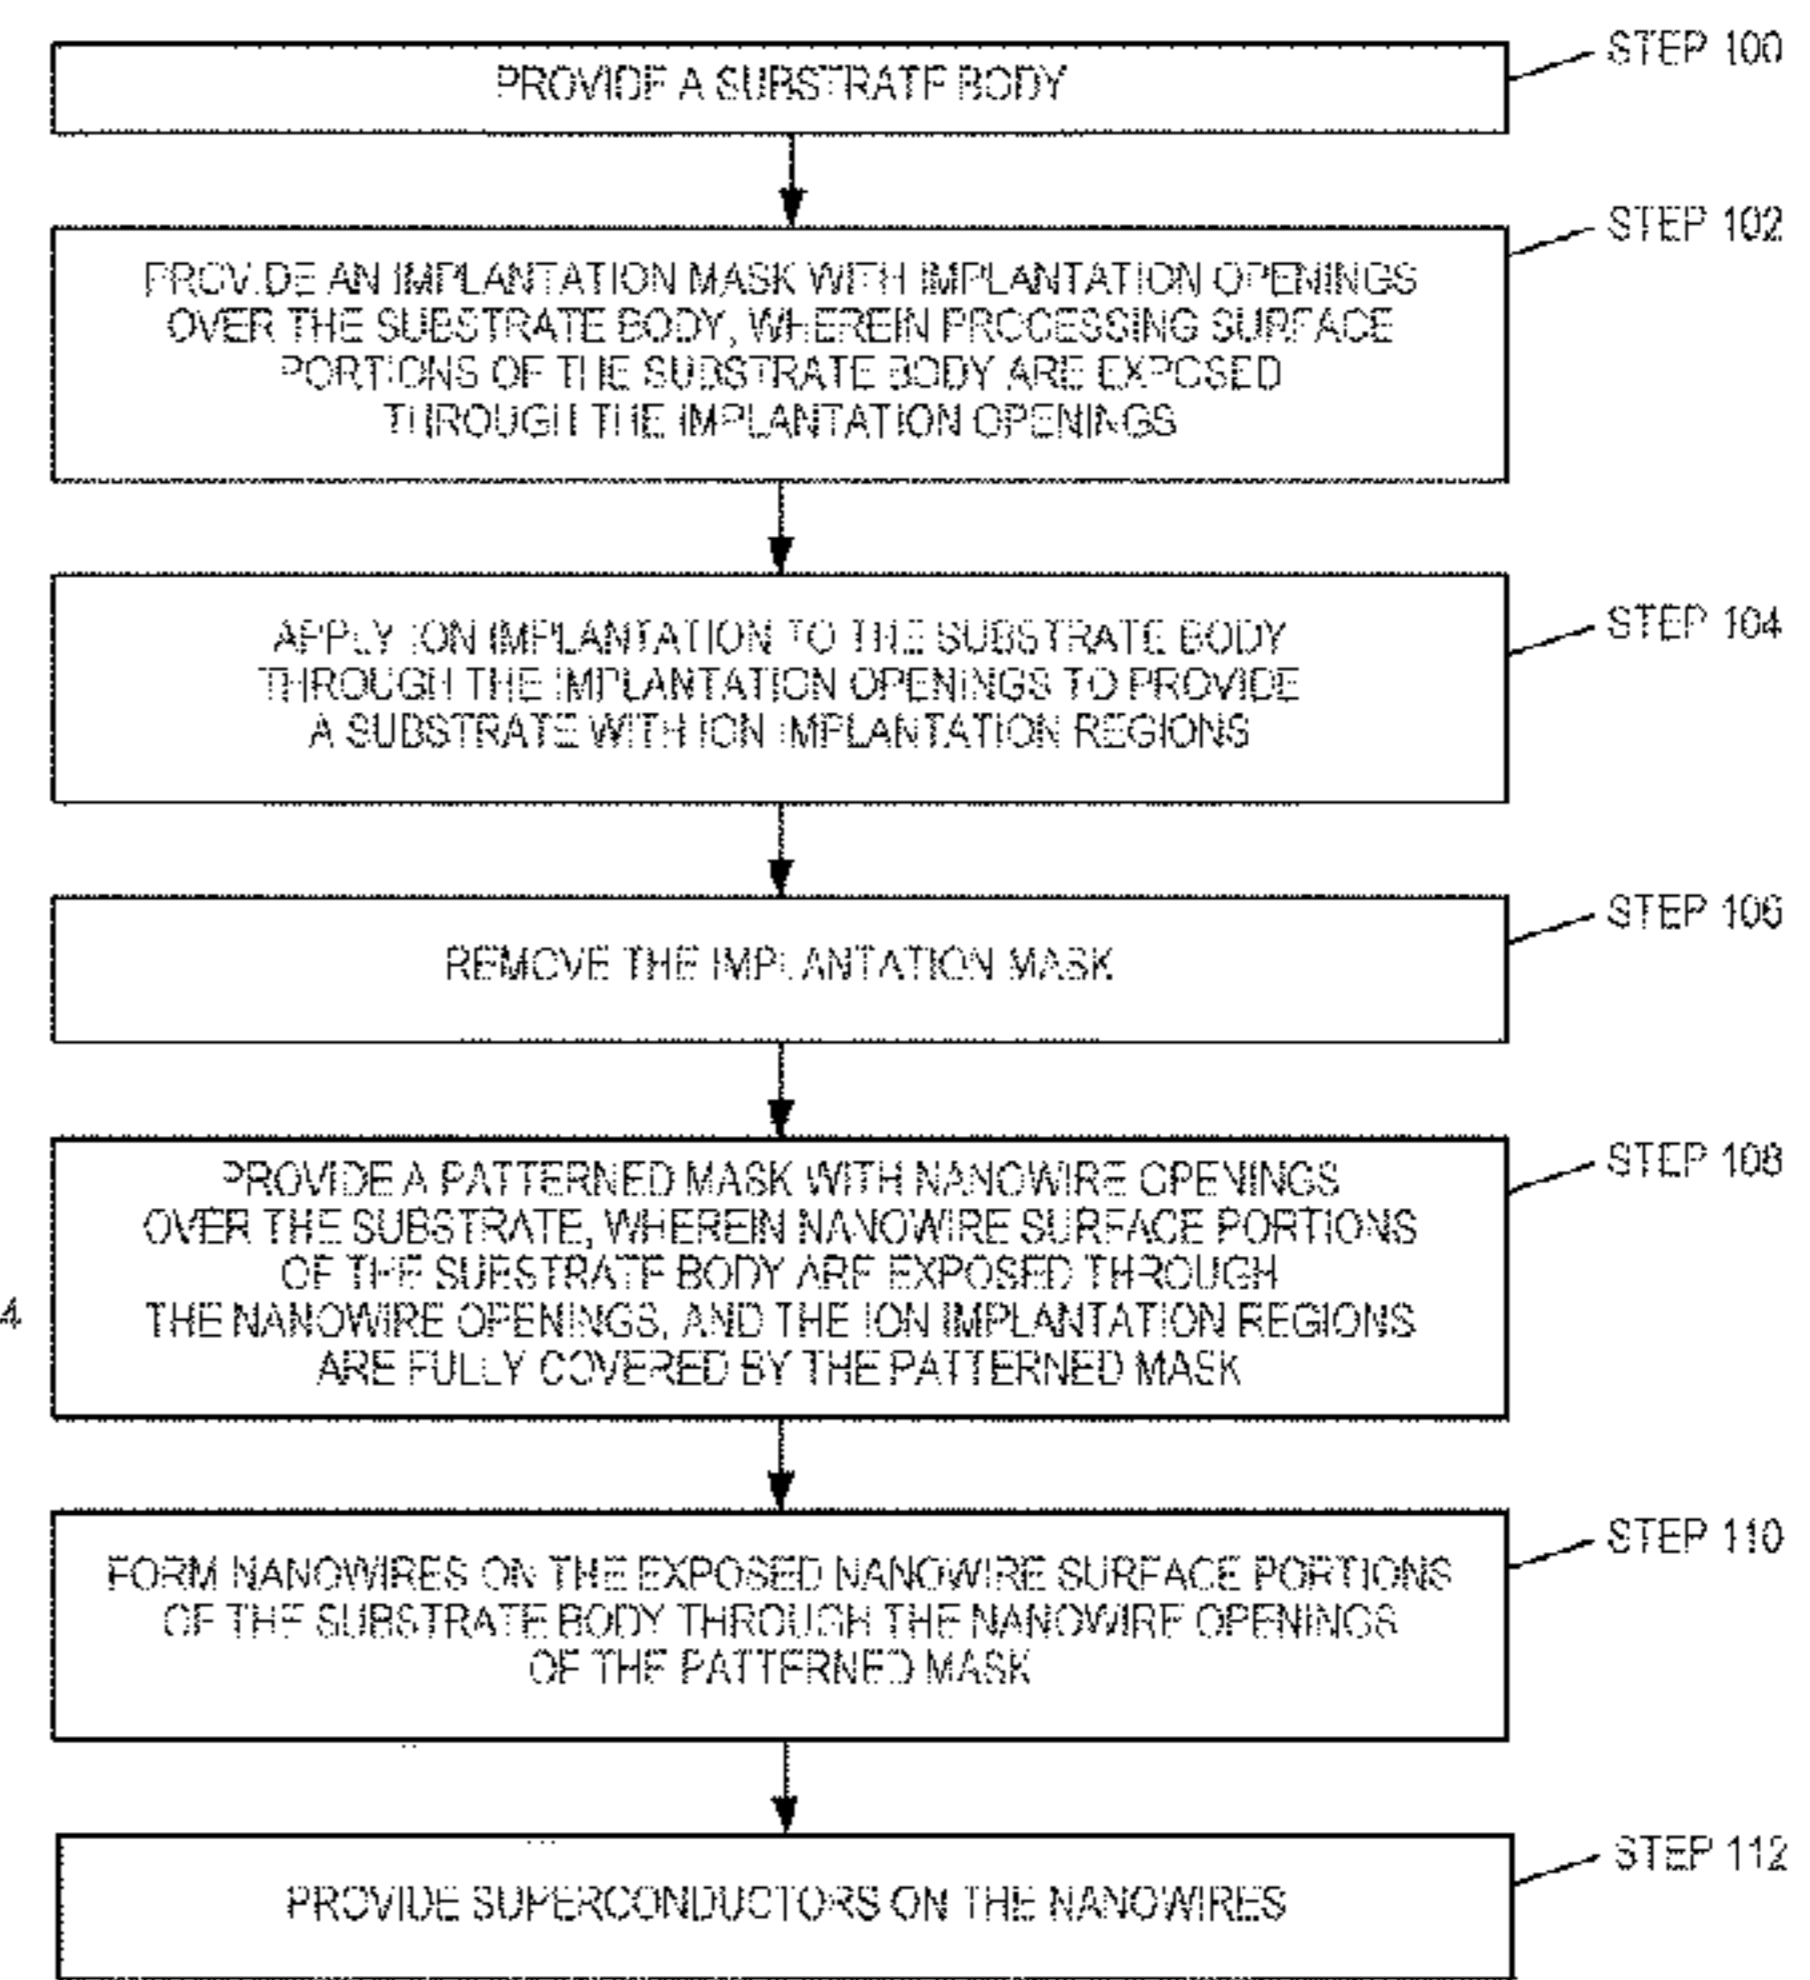 STEP 100
PROVIDE A SUBSTRATE BODY
STEP 102
PROVIDE AN IMPLANTATION MASK WITH IMPLANTATION OPENINGS
OVER THE SUBSTRATE BODY, WHEREIN PROCESSING SURFACE
PORTIONS OF THE SUBSTRATE BODY ARE EXPOSED
THROUGH THE IMPLANTATION OPENINGS
STEP 104
APPLY ION IMPLANTATION TO THE SUBSTRATE BODY
THROUGH THE IMPLANTATION OPENINGS TO PROVIDE
A SUBSTRATE WITH ION IMPLANTATION REGIONS
STEP 106
REMOVE THE IMPLANTATION MASK
STEP 108
PROVIDE A PATTERNED MASK WITH NANOWIRE OPENINGS
OVER THE SUBSTRATE, WHEREIN NANOWIRE SURFACE PORTIONS
OF THE SUBSTRATE BODY ARE EXPOSED THROUGH
THE NANOWIRE OPENINGS, AND THE ION IMPLANTATION REGIONS
ARE FULLY COVERED BY THE PATTERNED MASK
4
STEP 110
FORM NANOWIRES ON THE EXPOSED NANOWIRE SURFACE PORTIONS
OF THE SUBSTRATE BODY THROUGH THE NANOWIRE OPENINGS
OF THE PATTERNED MASK
STEP 112
PROVIDE SUPERCONDUCTORS ON THE NANOWIRES